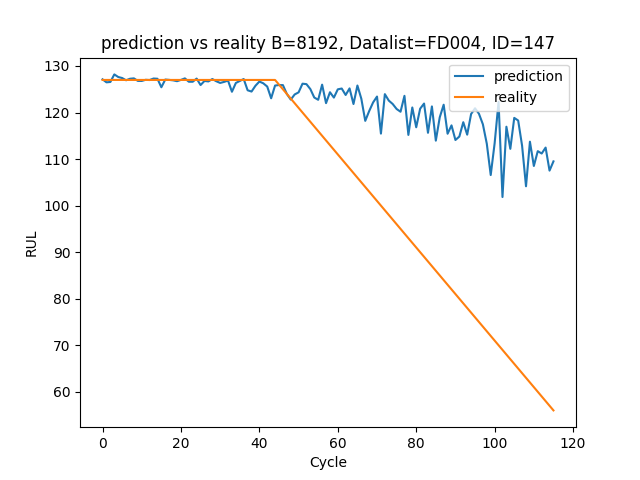 prediction vs reality B=8192, Datalist=FD004, ID=147
prediction
reality
130
120
110
100
90
80
70
60
RUL
0 20 40 60 80 100 120
Cycle